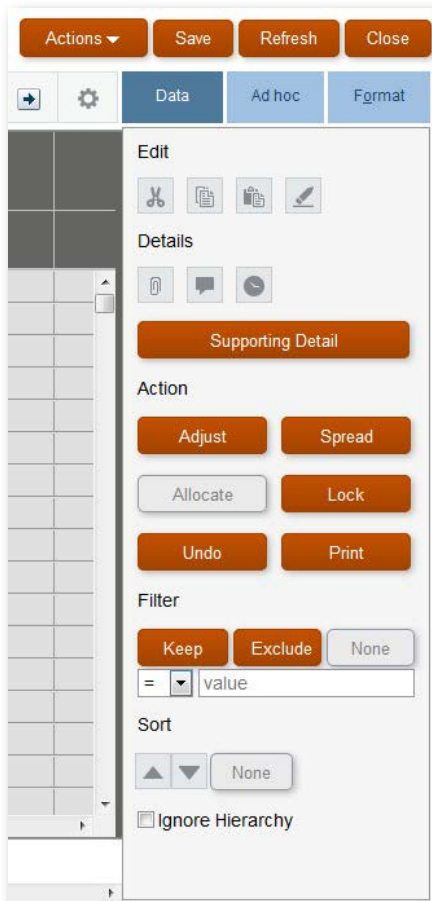 Actions Save Refresh Close
Data Ad hoc Format
Edit
Details
Supporting Detail
Action
Adjust Spread
Allocate Lock
Undo Print
Filter
Keep Exclude None
= value
Sort
None
Ignore Hierarchy